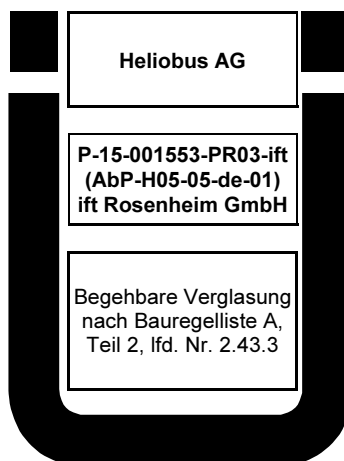 Heliobus AG
P-15-001553-PR03-ift
(AbP-H05-05-de-01)
ift Rosenheim GmbH
Begehbare Verglasung
nach Bauregelliste A,
Teil 2, lfd. Nr. 2.43.3